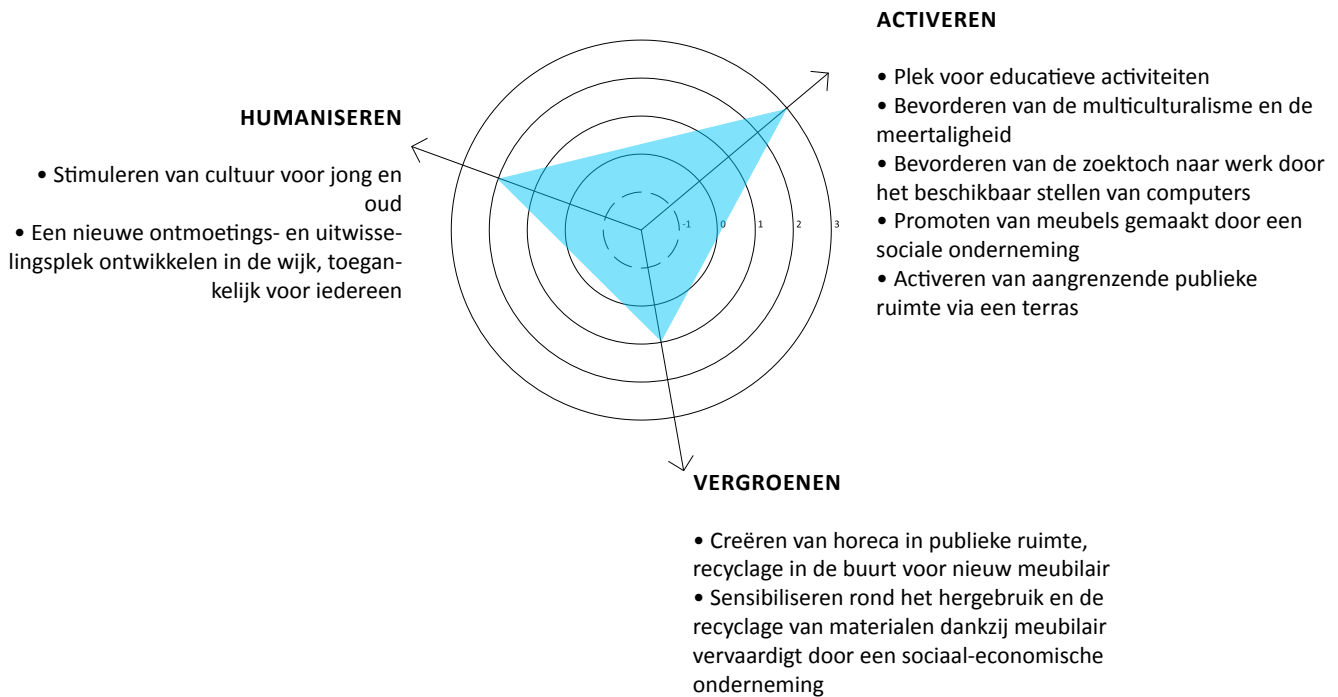 ACTIVEREN
• Plek voor educatieve activiteiten
• Bevorderen van de multiculturalisme en de
meertaligheid
• Bevorderen van de zoektoch naar werk door
het beschikbaar stellen van computers
• Promoten van meubels gemaakt door een
sociale onderneming
• Activeren van aangrenzende publieke
ruimte via een terras
HUMANISEREN
• Stimuleren van cultuur voor jong en
oud
• Een nieuwe ontmoetings- en uitwisse-
lingsplek ontwikkelen in de wijk, toegan-
kelijk voor iedereen
-1 0 1 2 3
VERGROENEN
• Creëren van horeca in publieke ruimte,
recyclage in de buurt voor nieuw meubilair
• Sensibiliseren rond het hergebruik en de
recyclage van materialen dankzij meubilair
vervaardigt door een sociaal-economische
onderneming